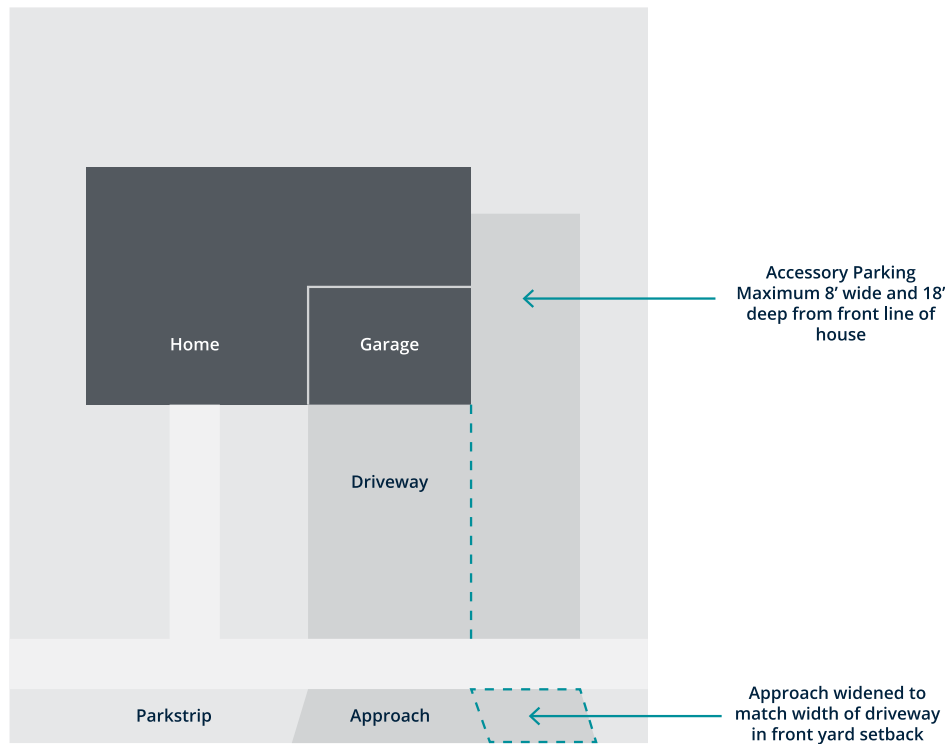 Accessory Parking
Maximum 8’ wide and 18’
deep from front line of
house
Home
Garage
Driveway
Approach widened to
match width of driveway
in front yard setback
Parkstrip
Approach